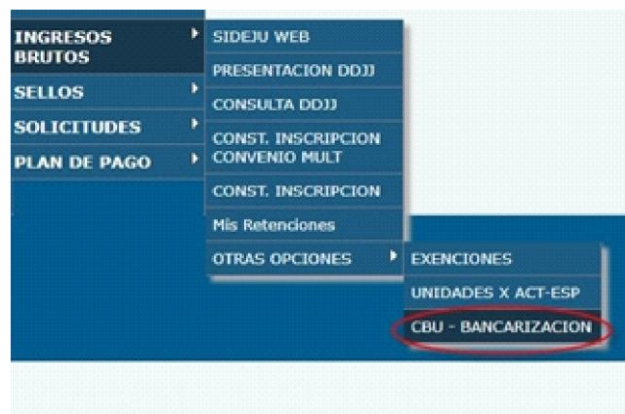 INGRESOS
BRUTOS
SELLOS
SOLICITUDES
PLAN DE PAGO
SIDEJU WEB
PRESENTACION DDJJ
CONSULTA DDJJ
CONST. INSCRIPCION
CONVENIO MULT
CONST. INSCRIPCION
Mis Retenciones
OTRAS OPCIONES
EXENCIONES
UNIDADES X ACT-ESP
CBU - BANCARIZACION